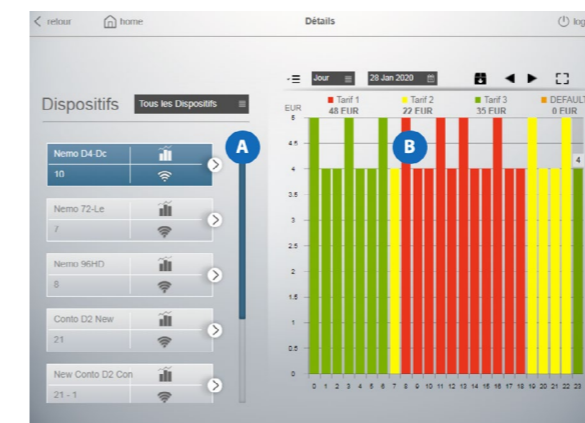 retour
home
Détails
log
Dispositifs
Tous les Dispositifs
Nemo D4-Dc
10
Nemo 72-Le
7
Nemo 96HD
8
Conto D2 New
21
New Conto D2 Con
21 - 1
A
Jour
28 Jan 2020
EUR
Tarif 1
48 EUR
Tarif 2
22 EUR
Tarif 3
35 EUR
DEFAULT
0 EUR
B
5
4.5
4
3.5
3
2.5
2
1.5
1
0.5
0
4
0 1 2 3 4 5 6 7 8 9 10 11 12 13 14 15 16 17 18 19 20 21 22 23